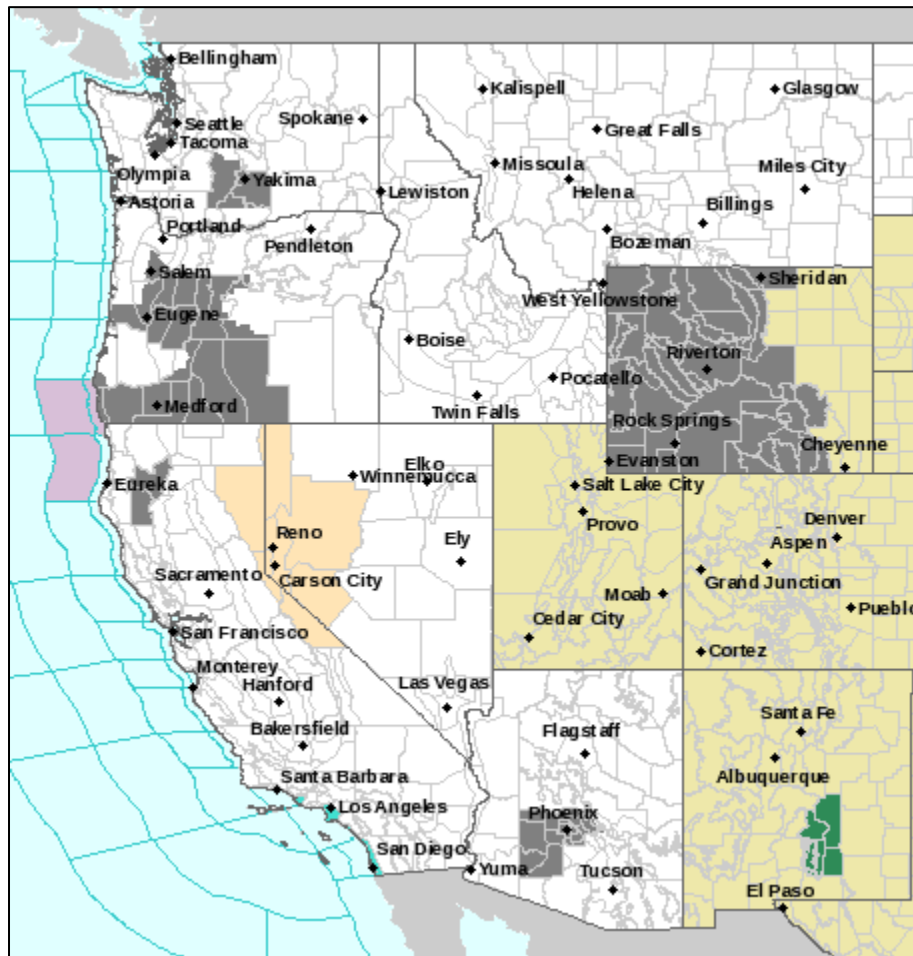 Bellingham
Kalispell
Glasgow
Seattle
Spokane
Great Falls
Tacoma
Olympia
Missoula
Miles City
Yakima
Helena
Lewiston
Astoria
Billings
Portland
Pendleton
Bozeman
Salem
Sheridan
West Yellowstone
Eugene
Boise
Riverton
Pocatello
Medford
Twin Falls
Rock Springs
Cheyenne
Evanston
Elko
Winnemucca
Eureka
Salt Lake City
Provo
Denver
Reno
Ely
Aspen
Carson City
Grand Junction
Sacramento
Moab
Pueblo
Cedar City
San Francisco
Cortez
Monterey
Las Vegas
Hanford
Santa Fe
Bakersfield
Flagstaff
Albuquerque
Santa Barbara
Los Angeles
Phoenix
San Diego
Yuma
Tucson
El Paso